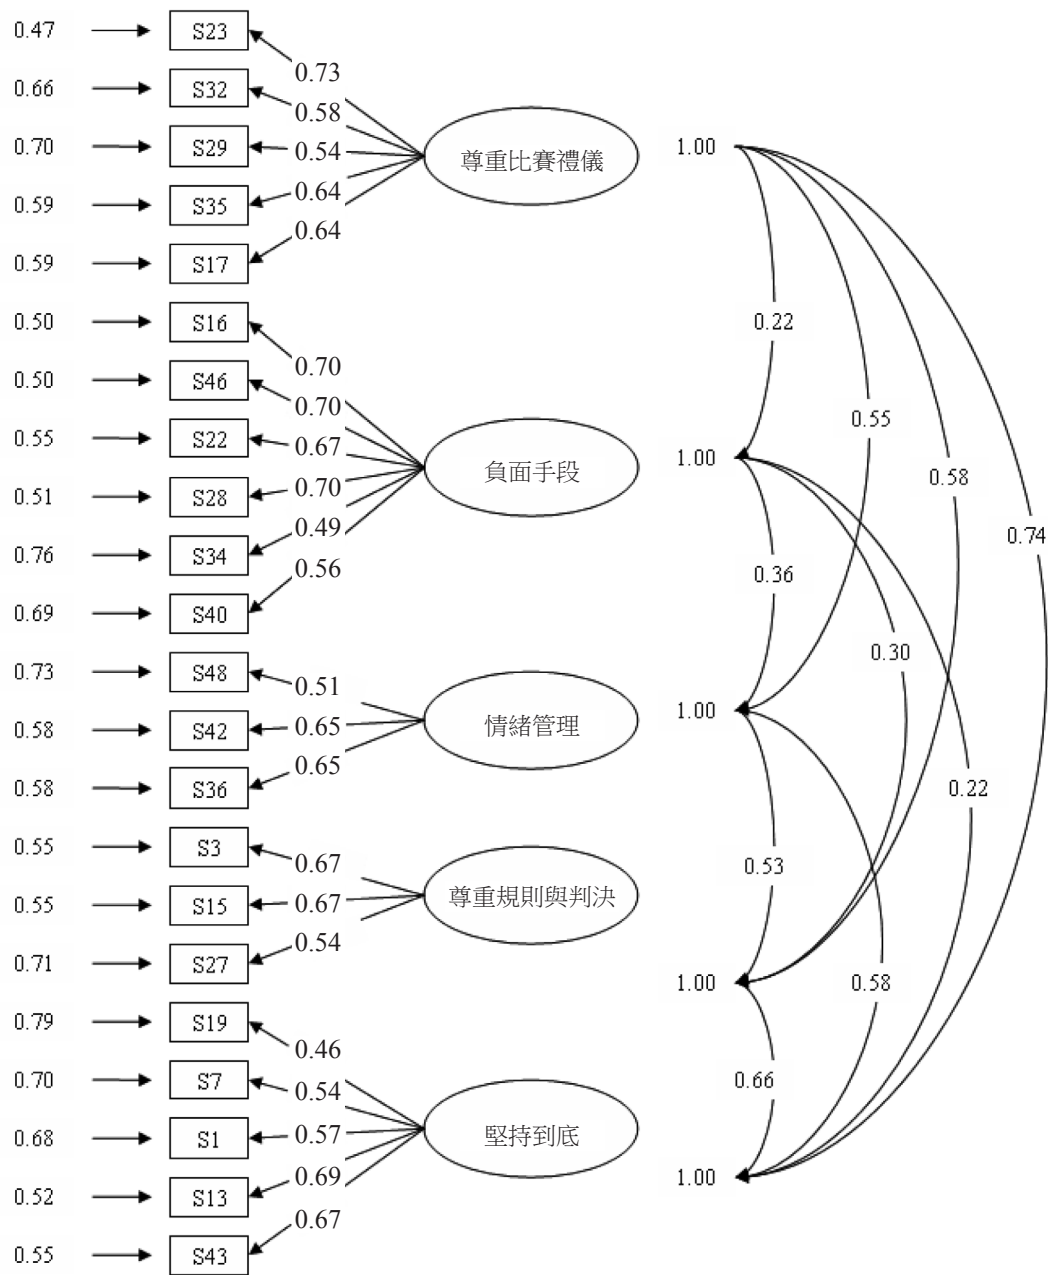 0.47 S23
0.73
0.66 S32
0.58
0.70 S29 0.54 尊重比賽禮儀 1.00
0.59 S35 0.64
0.64
0.59 S17
0.50 S16 0.22
0.70
0.50 S46
0.70 0.55
0.55 S22 0.67 負面手段 1.00
0.51 S28 0.70 0.58
0.49 0.74
0.76 S34
0.56 0.36
0.69 S40
0.30
0.73 S48 0.51
0.58 S42 0.65 情緒管理 1.00
0.65
0.58 S36 0.22
0.55 S3
0.67 0.53
0.55 S15 0.67 尊重規則與判決
0.54
0.71 S27 1.00 0.58
0.79 S19
0.46
0.70 S7 0.54 0.66
0.68 S1 0.57 堅持到底
0.69 1.00
0.52 S13
0.67
0.55 S43